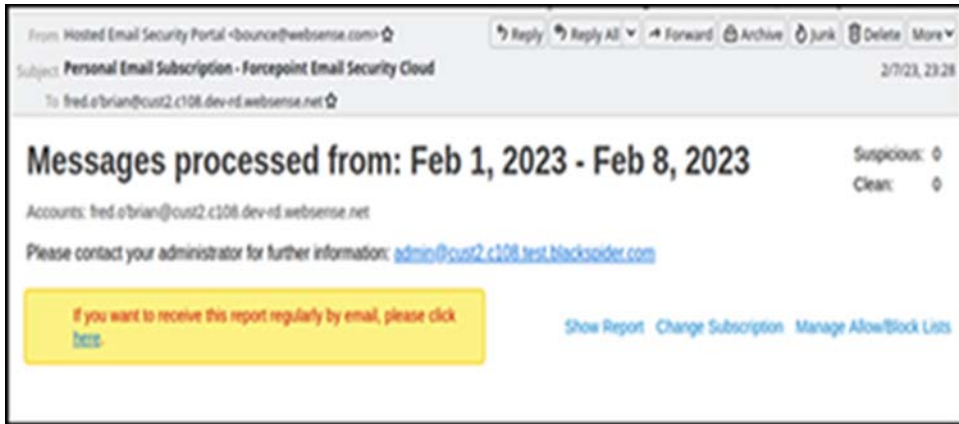 From Hosted Email Security Portal <bounce@websense.com> Reply Reply All Forward Archive Junk Delete More
Subject Personal Email Subscription - Forcepoint Email Security Cloud 2/7/23, 23:28
To fred.o'brian@cust2.c108.dev-rd.websense.net
Messages processed from: Feb 1, 2023 - Feb 8, 2023
Suspicious: 0
Clean: 0
Accounts: fred.o'brian@cust2.c108.dev-rd.websense.net
Please contact your administrator for further information: admin@cust2.c108.test.blackspider.com
If you want to receive this report regularly by email, please click
here.
Show Report Change Subscription Manage Allow/Block Lists